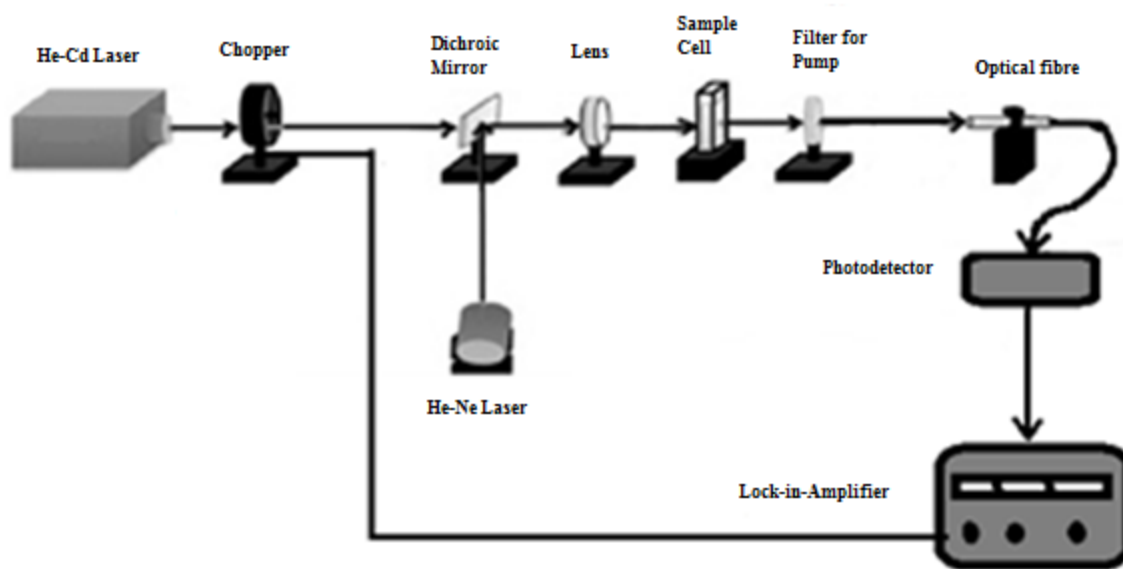 He-Cd Laser
Chopper
Dichroic
Mirror
Lens
Sample
Cell
Filter for
Pump
Optical fibre
Photodetector
He-Ne Laser
Lock-in-Amplifier